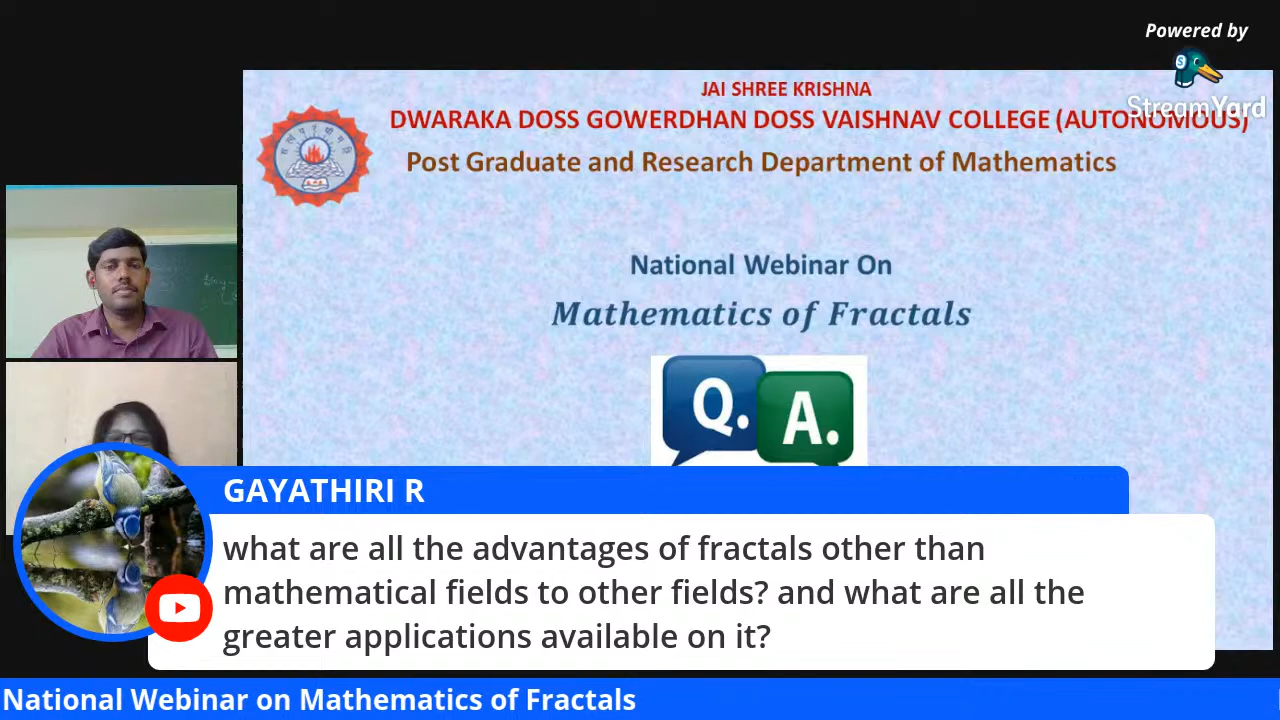 Powered by
StreamYard
JAI SHREE KRISHNA
DWARAKA DOSS GOWERDHAN DOSS VAISHNAV COLLEGE (AUTONOMOUS)
Post Graduate and Research Department of Mathematics
National Webinar On
Mathematics of Fractals
Q. A.
GAYATHIRI R
what are all the advantages of fractals other than
mathematical fields to other fields? and what are all the
greater applications available on it?
National Webinar on Mathematics of Fractals